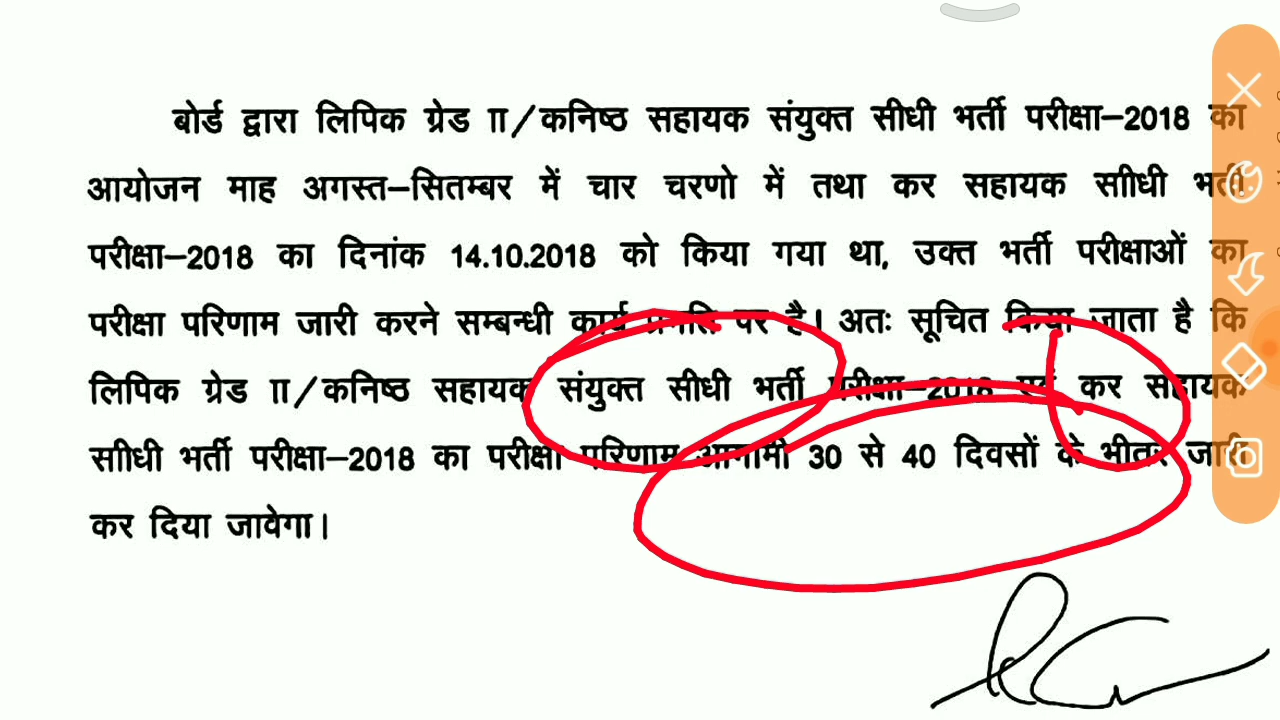 बोर्ड द्वारा लिपिक ग्रेड II/कनिष्ठ सहायक संयुक्त सीधी भर्ती परीक्षा–2018 का
आयोजन माह अगस्त–सितम्बर में चार चरणो में तथा कर सहायक साीधी भर्ती
परीक्षा–2018 का दिनांक 14.10.2018 को किया गया था, उक्त भर्ती परीक्षाओं का
परीक्षा परिणाम जारी करने सम्बन्धी कार्य प्रगति पर है। अतः सूचित किया जाता है कि
लिपिक ग्रेड II/कनिष्ठ सहायक संयुक्त सीधी भर्ती परीक्षा–2018 एवं कर सहायक
साीधी भर्ती परीक्षा–2018 का परीक्षा परिणाम आगामी 30 से 40 दिवसों के भीतर जारी
कर दिया जावेगा।